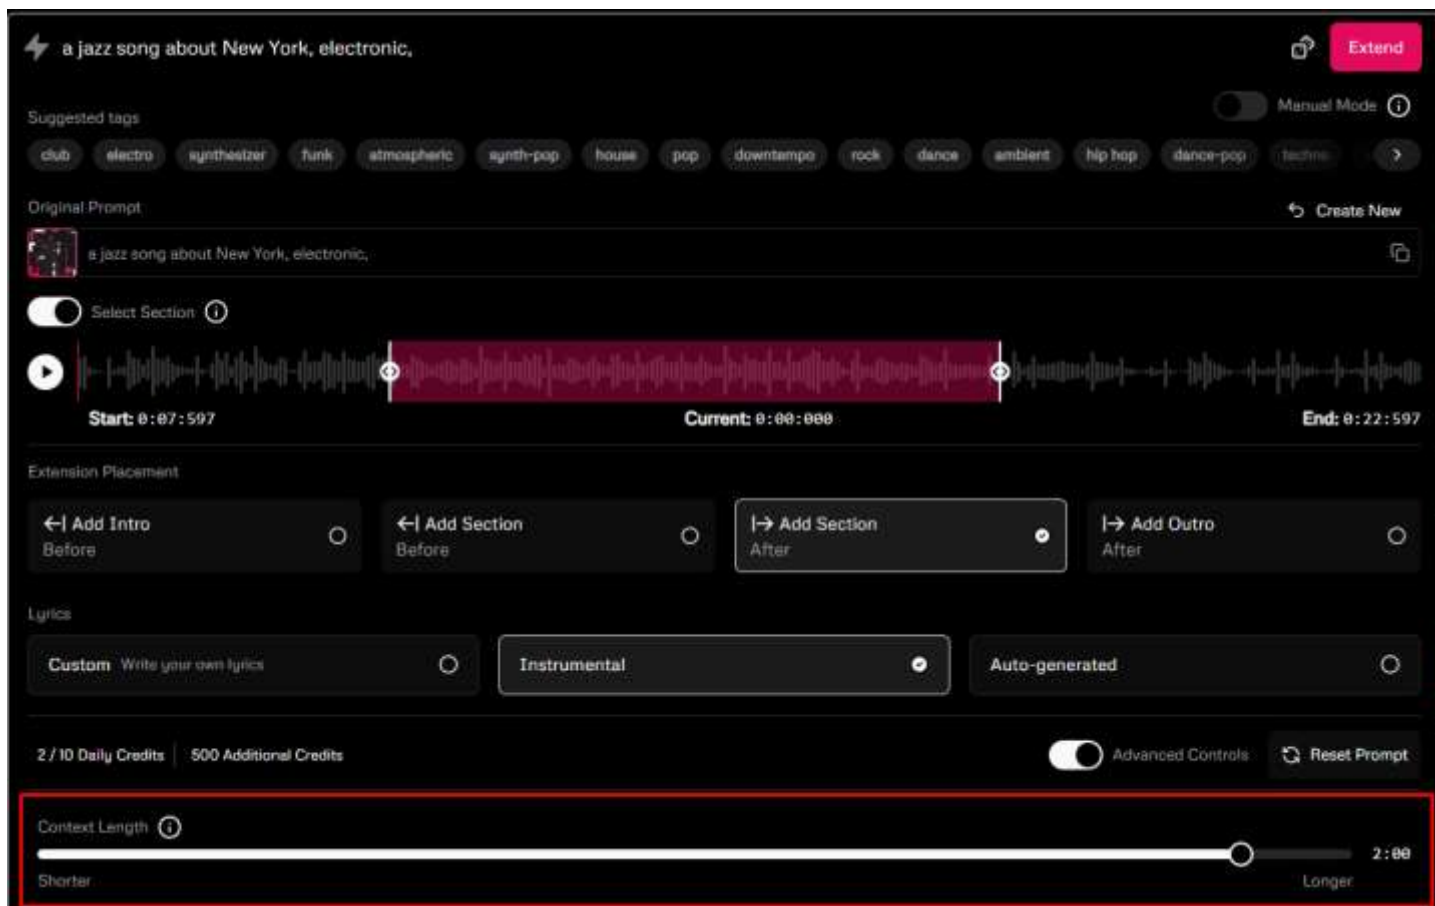 a jazz song about New York, electronic,
Extend
Manual Mode
Suggested tags
club electro synthesizer funk atmospheric synth-pop house pop downtempo rock dance ambient hip hop dance-pop techno
Original Prompt
Create New
a jazz song about New York, electronic,
Select Section
Start: 0:07:597 Current: 0:00:000 End: 0:22:597
Extension Placement
Add Intro Add Section Add Section Add Outro
Before Before After After
Lyrics
Custom Write your own lyrics Instrumental Auto-generated
2 / 10 Daily Credits 500 Additional Credits Advanced Controls Reset Prompt
Context Length
2:00
Shorter Longer